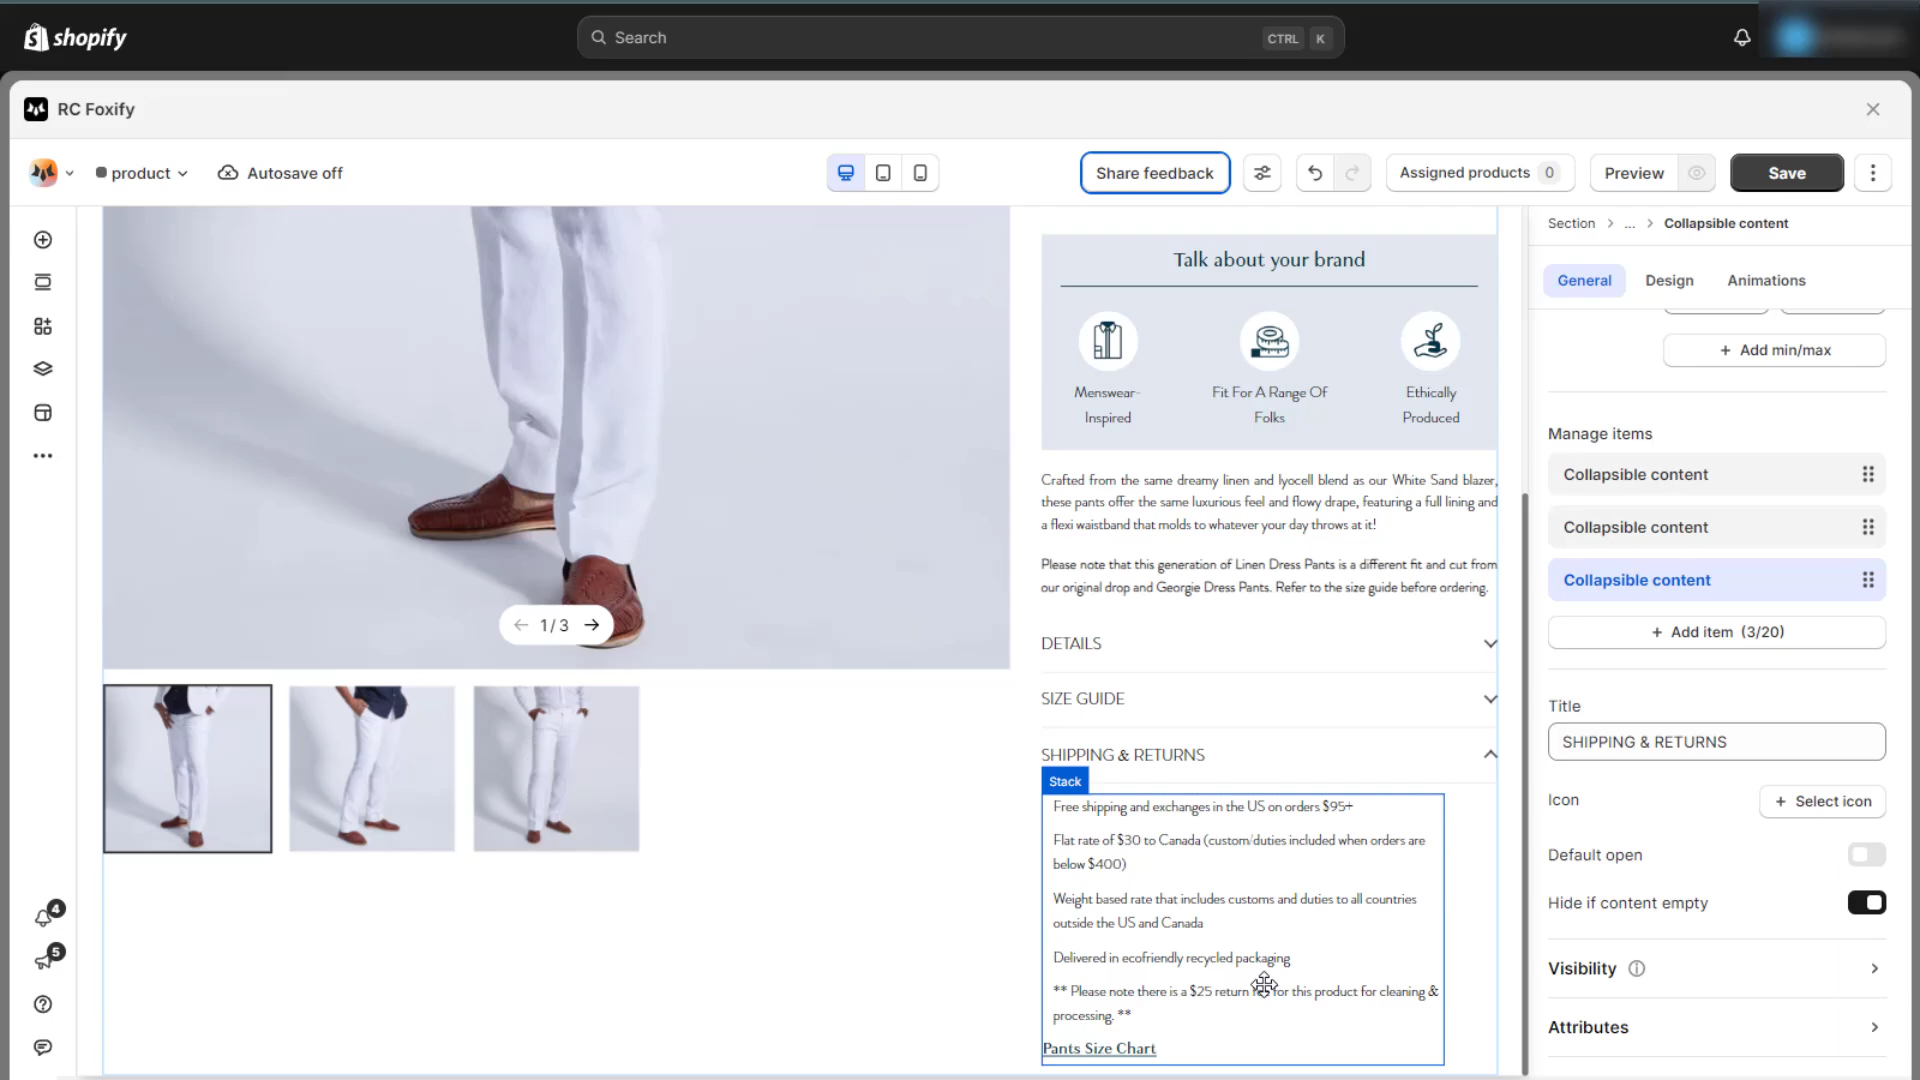 shopify
Search
CTRL K
RC Foxify
product
Autosave off
Share feedback
Assigned products 0
Preview
Save
Section > ... > Collapsible content
General
Design
Animations
+ Add min/max
Manage items
Collapsible content
Collapsible content
Collapsible content
+ Add item (3/20)
Title
SHIPPING & RETURNS
Icon
+ Select icon
Default open
Hide if content empty
Visibility
Attributes
Talk about your brand
Menswear-
Inspired
Fit For A Range Of
Folks
Ethically
Produced
Crafted from the same dreamy linen and lyocell blend as our White Sand blazer,
these pants offer the same luxurious feel and flowy drape, featuring a full lining and
a flexi waistband that molds to whatever your day throws at it!
Please note that this generation of Linen Dress Pants is a different fit and cut from
our original drop and Georgie Dress Pants. Refer to the size guide before ordering.
DETAILS
SIZE GUIDE
SHIPPING & RETURNS
Stack
Free shipping and exchanges in the US on orders $95+
Flat rate of $30 to Canada (custom/duties included when orders are
below $400)
Weight based rate that includes customs and duties to all countries
outside the US and Canada
Delivered in ecofriendly recycled packaging
** Please note there is a $25 return for this product for cleaning &
processing. **
Pants Size Chart
1 / 3
4
5